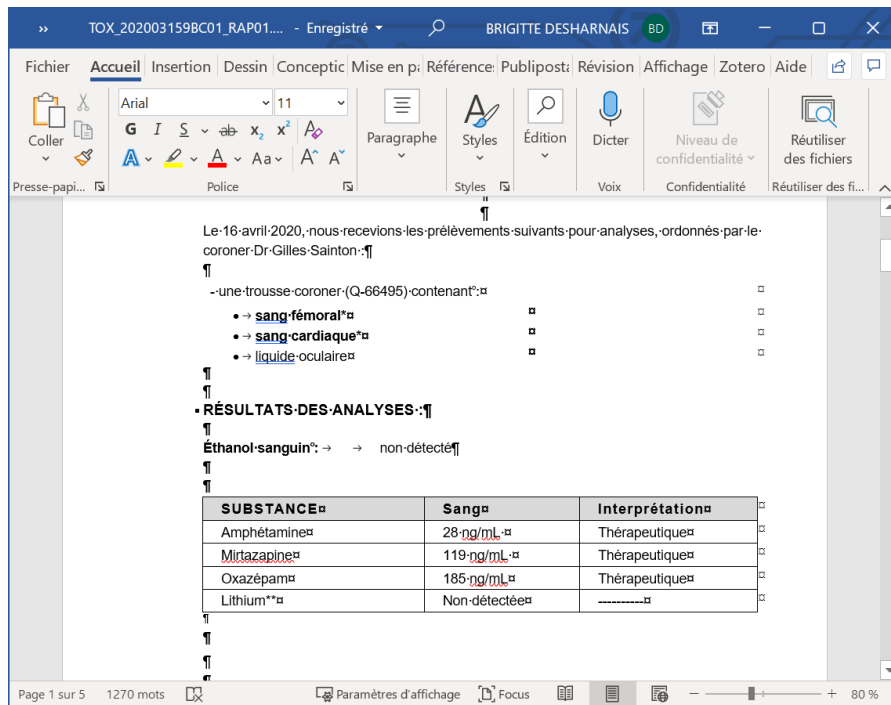 » TOX_202003159BC01_RAP01.... - Enregistré BRIGITTE DESHARNAIS BD
Fichier Accueil Insertion Dessin Conceptic Mise en pa Référence: Publiposta Révision Affichage Zotero Aide
Arial 11
G I S ab x₂ x² A
A A Aa A^ Aˇ
Coller Paragraphe Styles Édition Dicter Niveau de confidentialité Réutiliser des fichiers
Presse-papi... Police Styles Voix Confidentialité Réutiliser des fi...
¶
Le·16·avril·2020,·nous·recevions·les·prélèvements·suivants·pour·analyses,·ordonnés·par·le·
coroner·Dr·Gilles·Sainton·:¶
¶
-·une·trousse·coroner·(Q-66495)·contenant°:¤ ¤
•→sang·fémoral*¤ ¤ ¤
•→sang·cardiaque*¤ ¤ ¤
•→liquide·oculaire¤ ¤ ¤
¶
¶
▪RÉSULTATS·DES·ANALYSES·:¶
¶
Éthanol·sanguin°:→ → non·détecté¶
¶
¶
SUBSTANCE¤ Sang¤ Interprétation¤ ¤
Amphétamine¤ 28·ng/mL·¤ Thérapeutique¤ ¤
Mirtazapine¤ 119·ng/mL·¤ Thérapeutique¤ ¤
Oxazépam¤ 185·ng/mL¤ Thérapeutique¤ ¤
Lithium**¤ Non·détectée¤ ----------¤ ¤
¶
¶
¶
¶
Page 1 sur 5 1270 mots Paramètres d'affichage Focus - + 80 %